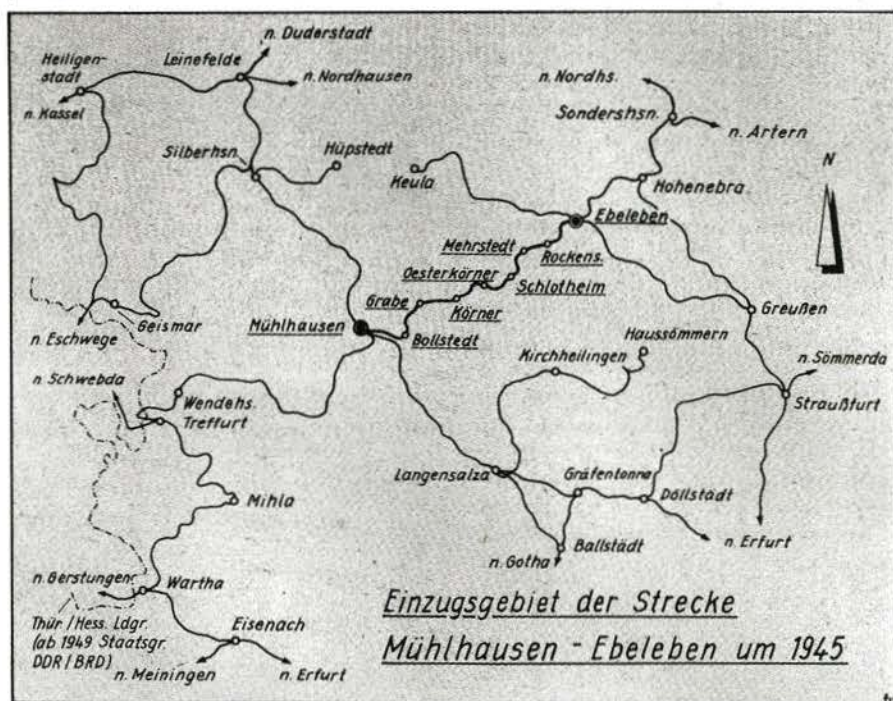 n. Duderstadt
Heiligen-
stadt
Leinefelde
n. Nordhausen
n. Kassel
n. Nordhs.
Sondershsn.
n. Artern
Silberhsn.
Hüpstedt
Keula
Hohenebra
N
Ebeleben
Mehrstedt
Rockens.
Oesterkörner
Schlotheim
Grabe
Körner
Greußen
Geismar
Mühlhausen
Bollstedt
Haussömmern
Kirchheilingen
n. Eschwege
n. Sömmerda
n. Schwebda
Wendehs.
Treffurt
Straußfurt
Langensalza
Gräfentonna
Döllstädt
Mihla
n. Gotha
Ballstädt
n. Erfurt
n. Berstungen
Wartha
Thür / Hess. Ldgr.
(ab 1949 Staatsgr.
DDR / BRD)
Eisenach
n. Meiningen
n. Erfurt
Einzugsgebiet der Strecke
Mühlhausen - Ebeleben um 1945